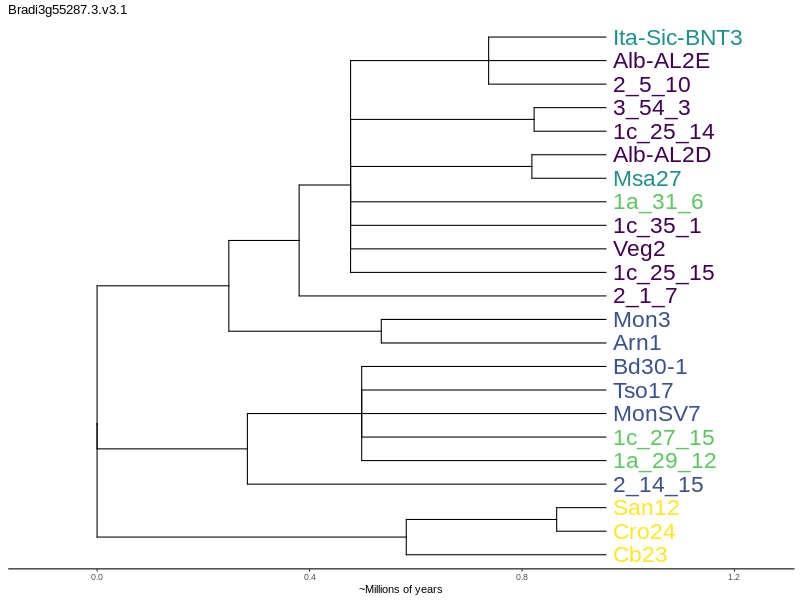 Bradi3g55287.3.v3.1
Ita-Sic-BNT3
Alb-AL2E
2_5_10
3_54_3
1c_25_14
Alb-AL2D
Msa27
1a_31_6
1c_35_1
Veg2
1c_25_15
2_1_7
Mon3
Arn1
Bd30-1
Tso17
MonSV7
1c_27_15
1a_29_12
2_14_15
San12
Cro24
Cb23
0.0 0.4 0.8 1.2
~Millions of years